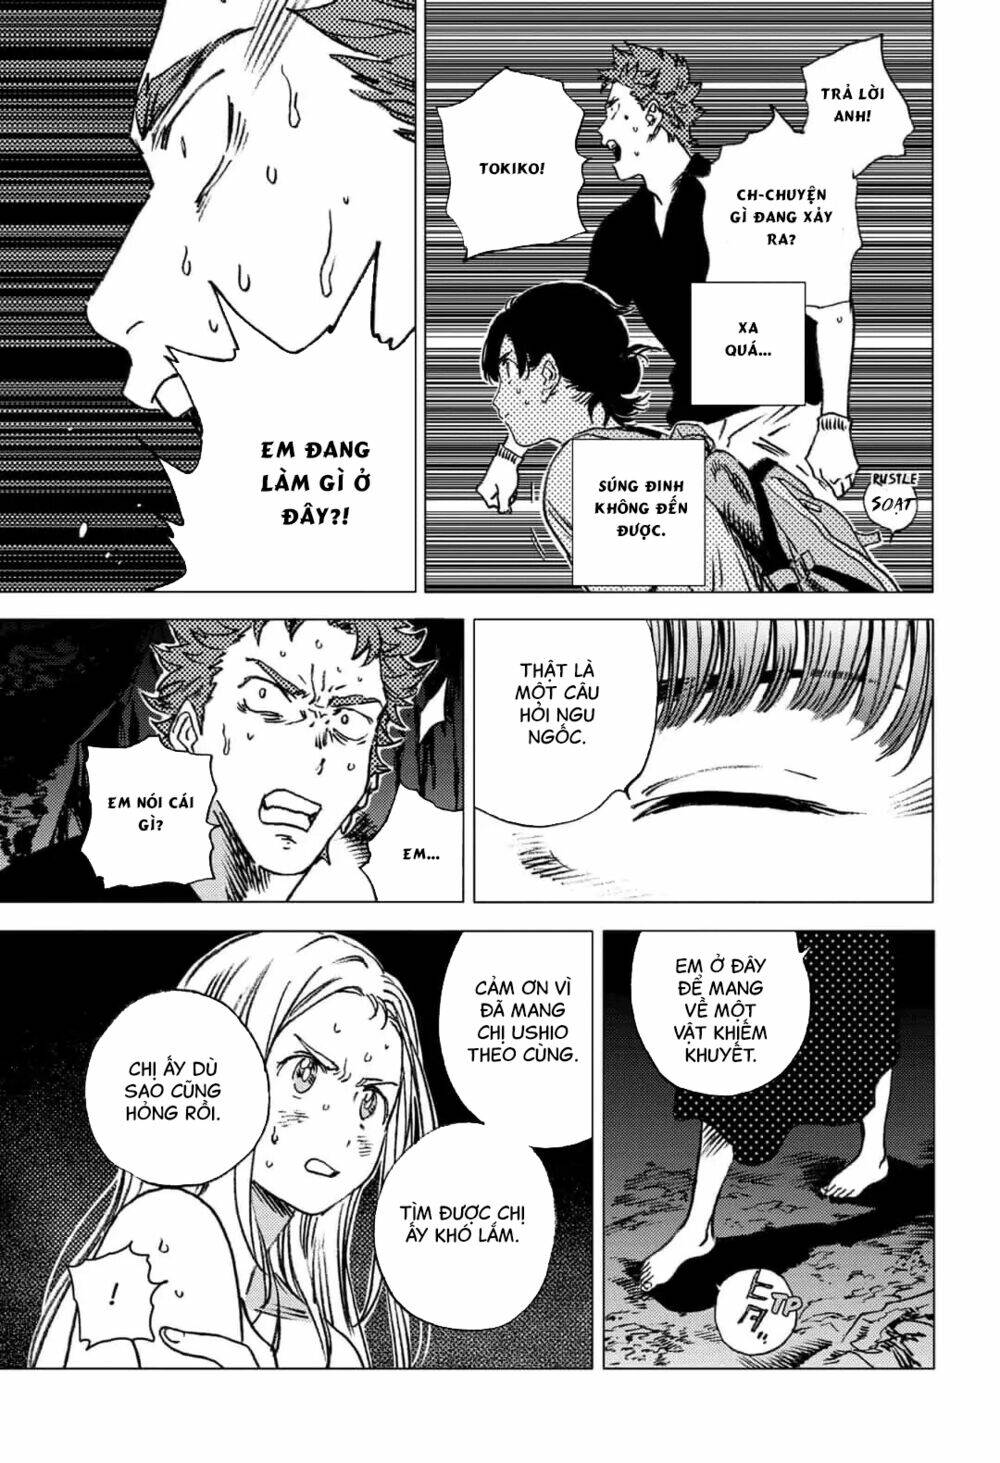 TRẢ LỜI
ANH!
CH-CHUYỆN
GÌ ĐANG XẢY
RA?
TOKIKO!
XA
QUÁ...
SÚNG ĐINH
KHÔNG ĐẾN
ĐƯỢC.
RUSTLE
SOẠT
EM ĐANG
LÀM GÌ Ở
ĐÂY?!
THẬT LÀ
MỘT CÂU
HỎI NGU
NGỐC.
EM...
EM NÓI CÁI
GÌ?
EM Ở ĐÂY
ĐỂ MANG
VỀ MỘT
VẬT KHIẾM
KHUYẾT.
TP
CẢM ƠN VÌ
ĐÃ MANG
CHỊ USHIO
THEO CÙNG.
TÌM ĐƯỢC CHỊ
ẤY KHÓ LẮM.
CHỊ ẤY DÙ
SAO CŨNG
HỎNG RỒI.
!